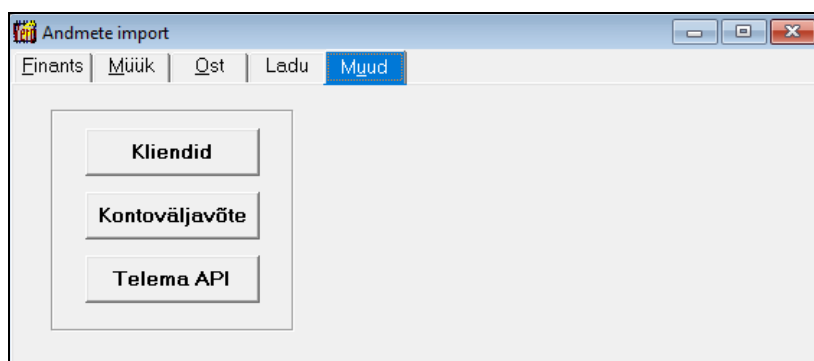 Andmete import
Finants Müük Ost Ladu Muud
Kliendid
Kontoväljavõte
Telema API